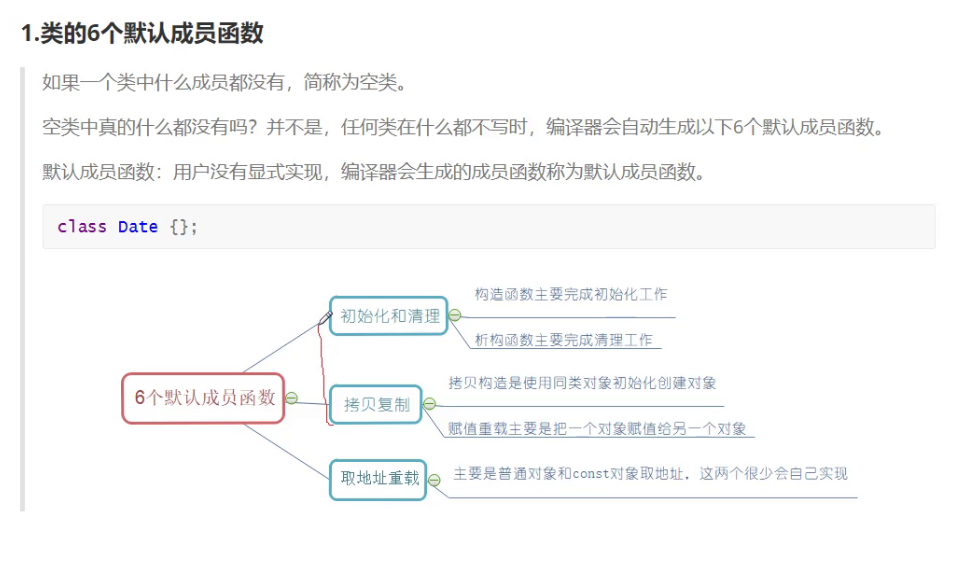 1.类的6个默认成员函数
如果一个类中什么成员都没有，简称为空类。
空类中真的什么都没有吗？并不是，任何类在什么都不写时，编译器会自动生成以下6个默认成员函数。
默认成员函数：用户没有显式实现，编译器会生成的成员函数称为默认成员函数。
class Date {};
6个默认成员函数
初始化和清理
构造函数主要完成初始化工作
析构函数主要完成清理工作
拷贝复制
拷贝构造是使用同类对象初始化创建对象
赋值重载主要是把一个对象赋值给另一个对象
取地址重载
主要是普通对象和const对象取地址，这两个很少会自己实现